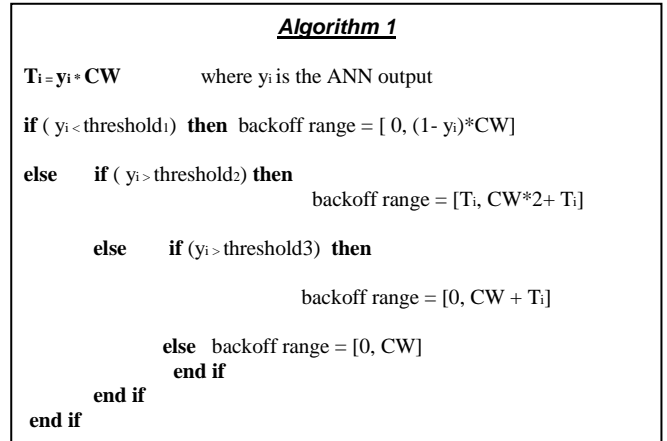 Algorithm 1
Ti = yi * CW where yi is the ANN output
if ( yi < threshold1) then backoff range = [ 0, (1- yi)*CW]
else if ( yi > threshold2) then
backoff range = [Ti, CW*2+ Ti]
else if (yi > threshold3) then
backoff range = [0, CW + Ti]
else backoff range = [0, CW]
end if
end if
end if